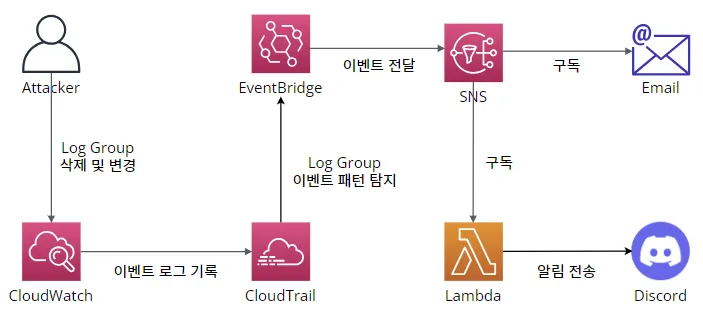 이벤트 전달
구독
Attacker
EventBridge
SNS
Email
Log Group
삭제 및 변경
Log Group
이벤트 패턴 탐지
구독
이벤트 로그 기록
알림 전송
CloudWatch
CloudTrail
Lambda
Discord